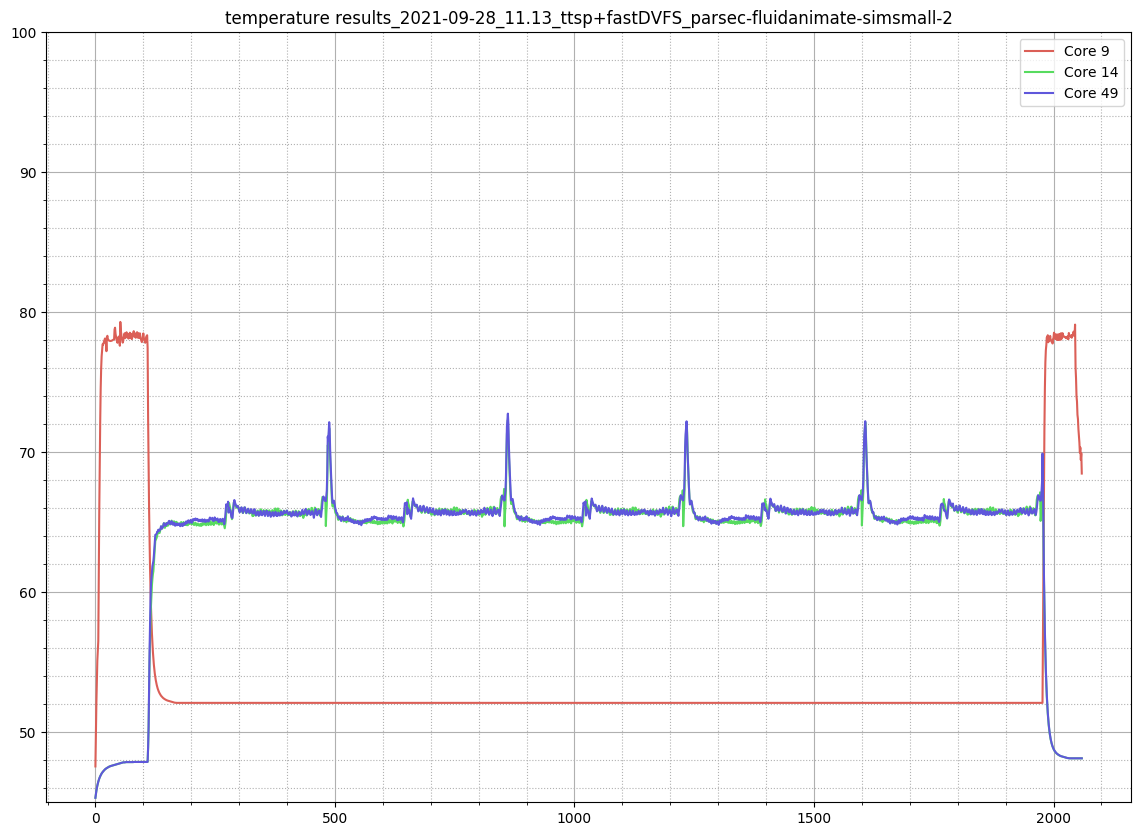 temperature results_2021-09-28_11.13_ttsp+fastDVFS_parsec-fluidanimate-simsmall-2
100
90
80
70
60
50
0
500
1000
1500
2000
Core 9
Core 14
Core 49